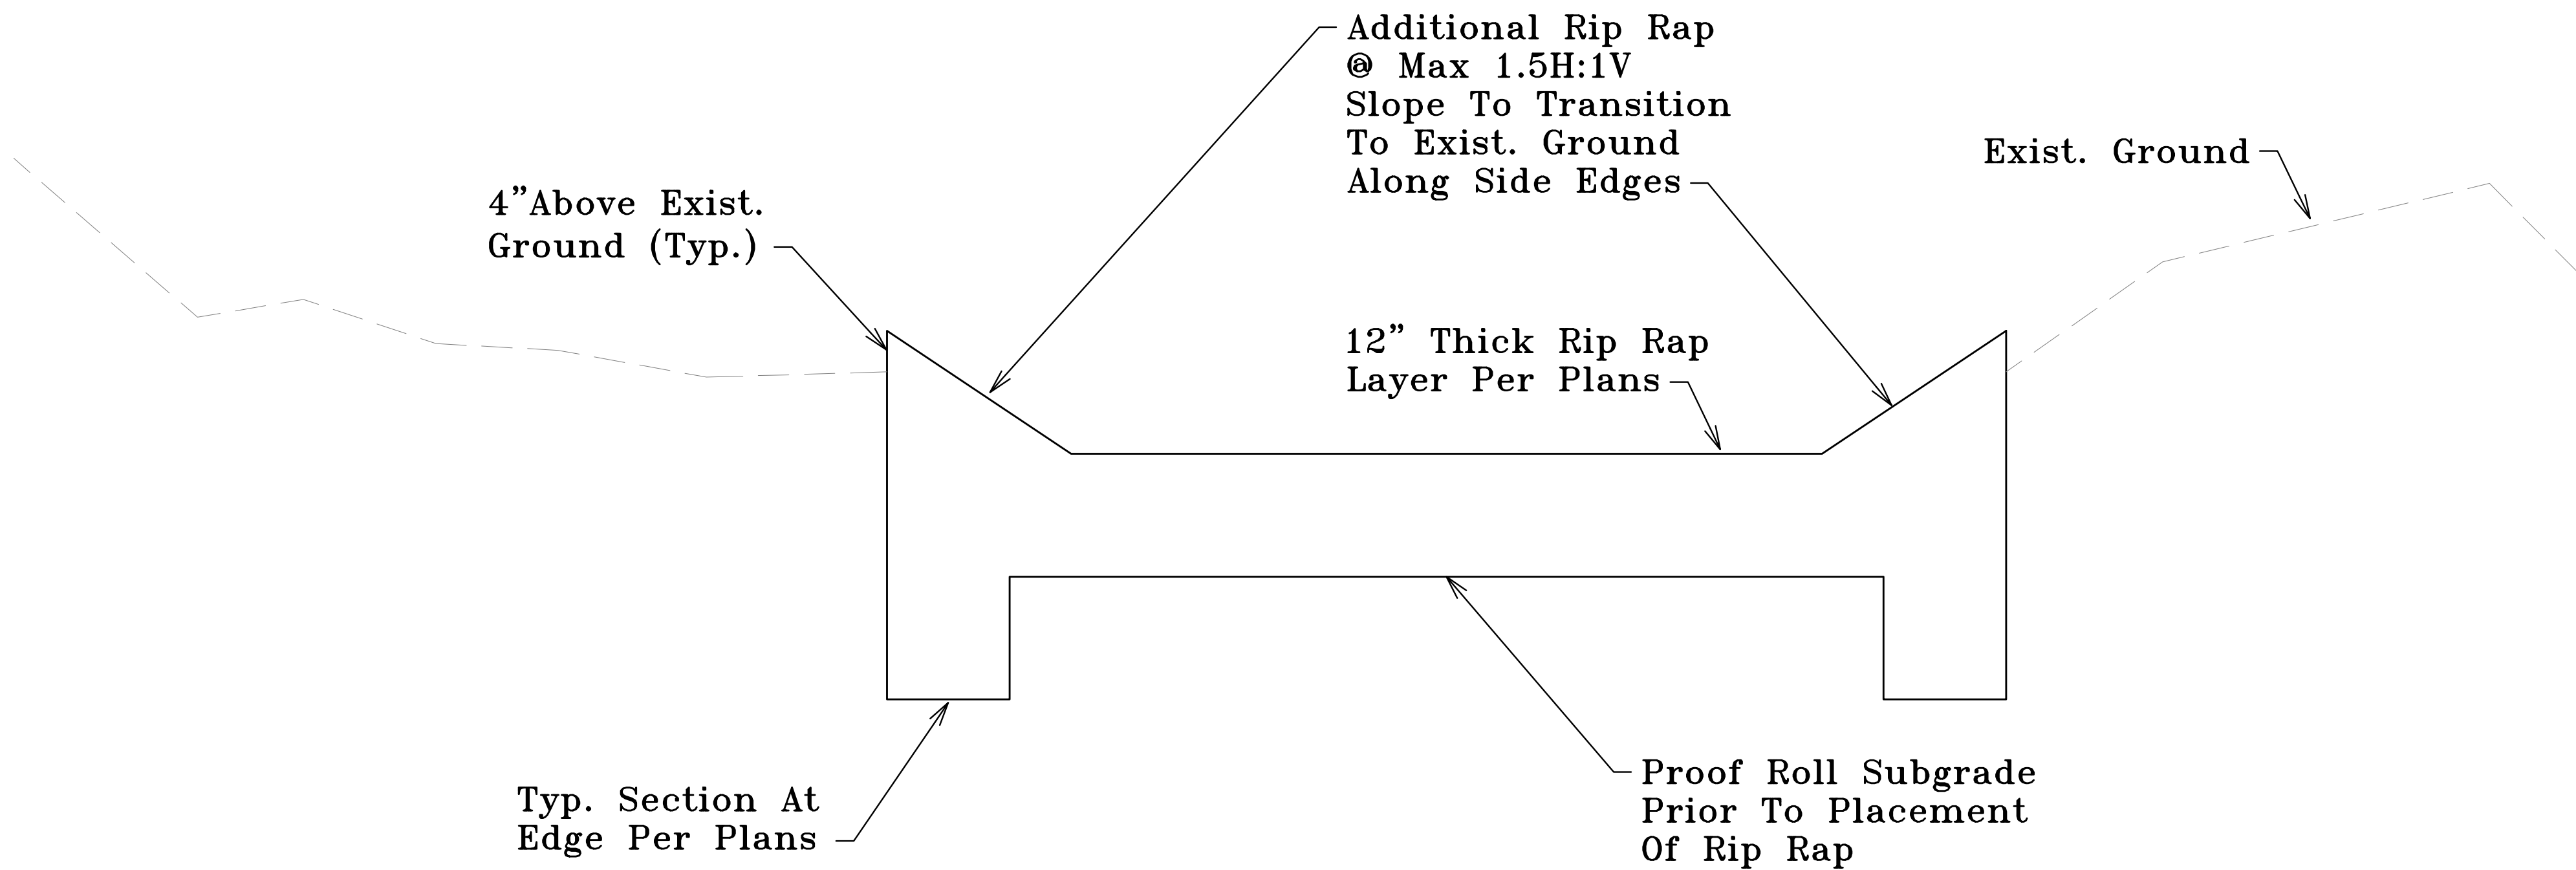 Additional Rip Rap
@ Max 1.5H:1V
Slope To Transition
To Exist. Ground
Along Side Edges
Exist. Ground
4”Above Exist.
Ground (Typ.)
12” Thick Rip Rap
Layer Per Plans
Typ. Section At
Edge Per Plans
Proof Roll Subgrade
Prior To Placement
Of Rip Rap